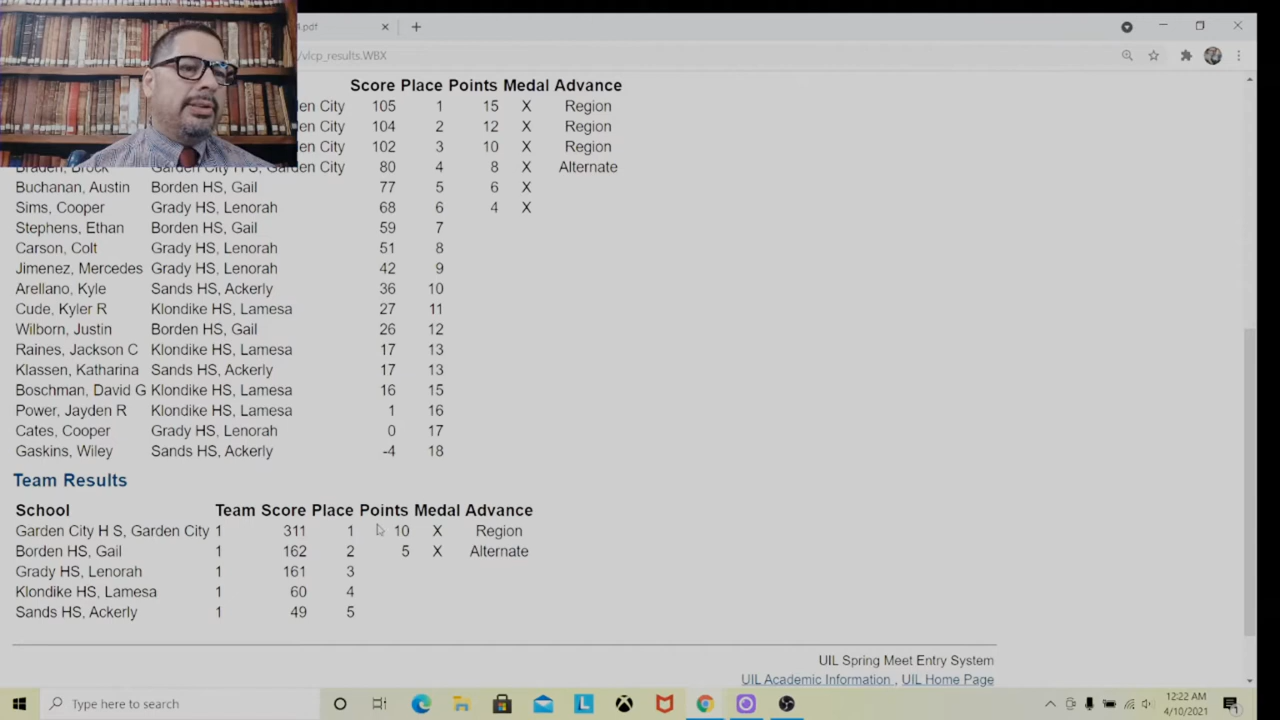 4.pdf
/vlcp_results.WBX
Score Place Points Medal Advance
den City 105 1 15 X Region
den City 104 2 12 X Region
den City 102 3 10 X Region
Braden, Brock Garden City H S, Garden City 80 4 8 X Alternate
Buchanan, Austin Borden HS, Gail 77 5 6 X
Sims, Cooper Grady HS, Lenorah 68 6 4 X
Stephens, Ethan Borden HS, Gail 59 7
Carson, Colt Grady HS, Lenorah 51 8
Jimenez, Mercedes Grady HS, Lenorah 42 9
Arellano, Kyle Sands HS, Ackerly 36 10
Cude, Kyler R Klondike HS, Lamesa 27 11
Wilborn, Justin Borden HS, Gail 26 12
Raines, Jackson C Klondike HS, Lamesa 17 13
Klassen, Katharina Sands HS, Ackerly 17 13
Boschman, David G Klondike HS, Lamesa 16 15
Power, Jayden R Klondike HS, Lamesa 1 16
Cates, Cooper Grady HS, Lenorah 0 17
Gaskins, Wiley Sands HS, Ackerly -4 18
Team Results
School Team Score Place Points Medal Advance
Garden City H S, Garden City 1 311 1 10 X Region
Borden HS, Gail 1 162 2 5 X Alternate
Grady HS, Lenorah 1 161 3
Klondike HS, Lamesa 1 60 4
Sands HS, Ackerly 1 49 5
UIL Spring Meet Entry System
UIL Academic Information , UIL Home Page
Type here to search
12:22 AM
4/10/2021